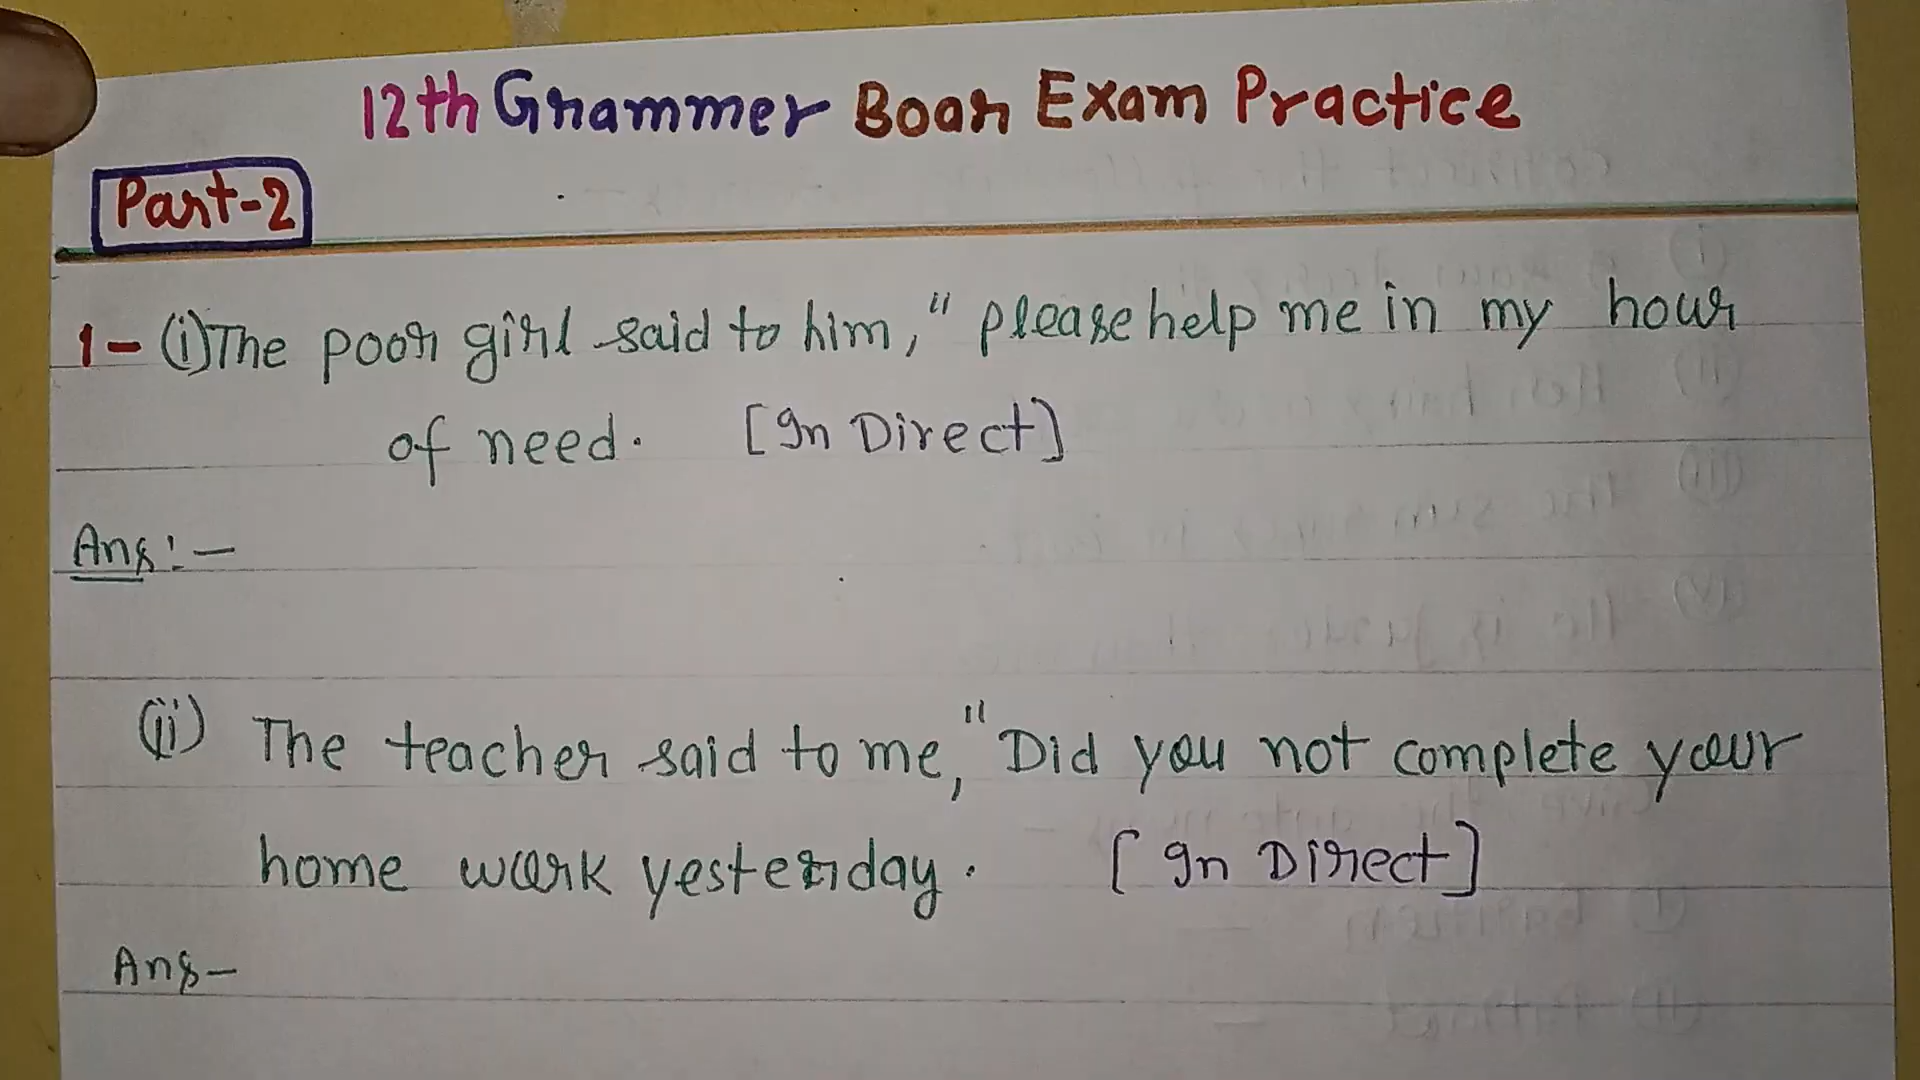 12th Grammer Boar Exam Practice
Part-2
1- (i) The poor girl said to him, " please help me in my hour
of need. [In Direct]
Ans:-
(ii) The teacher said to me, "Did you not complete your
home work yesterday. [In Direct]
Ans-